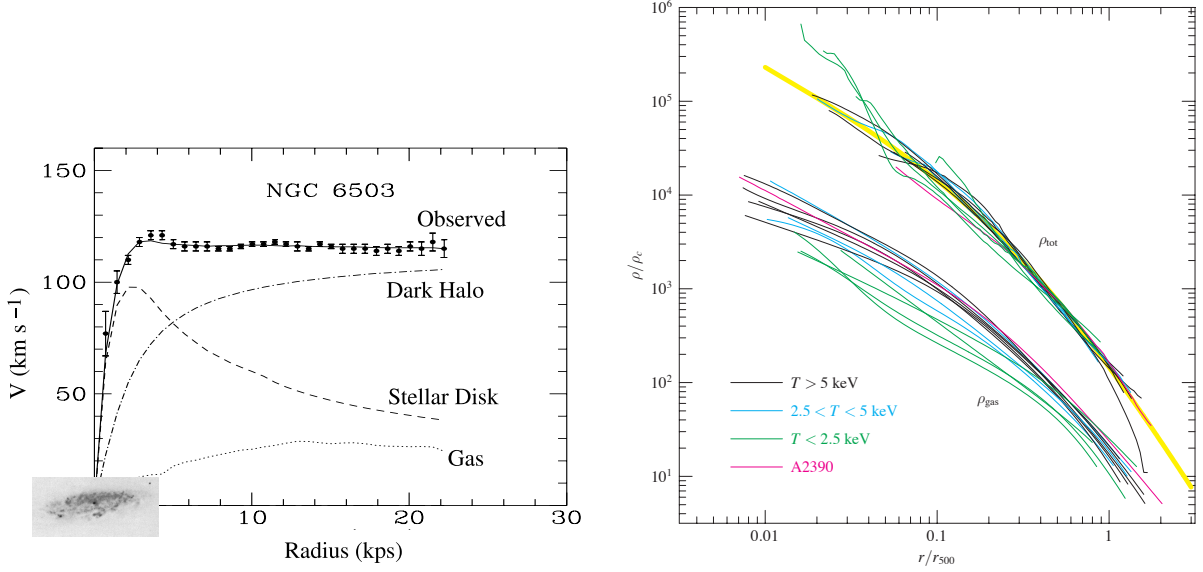 NGC 6503
Observed
Dark Halo
Stellar Disk
Gas
150
100
50
V (km s⁻¹)
10
20
30
Radius (kps)
10⁶
10⁵
10⁴
10³
10²
10¹
ρ/ρc
ρtot
ρgas
T > 5 keV
2.5 < T < 5 keV
T < 2.5 keV
A2390
0.01
0.1
1
r/r500